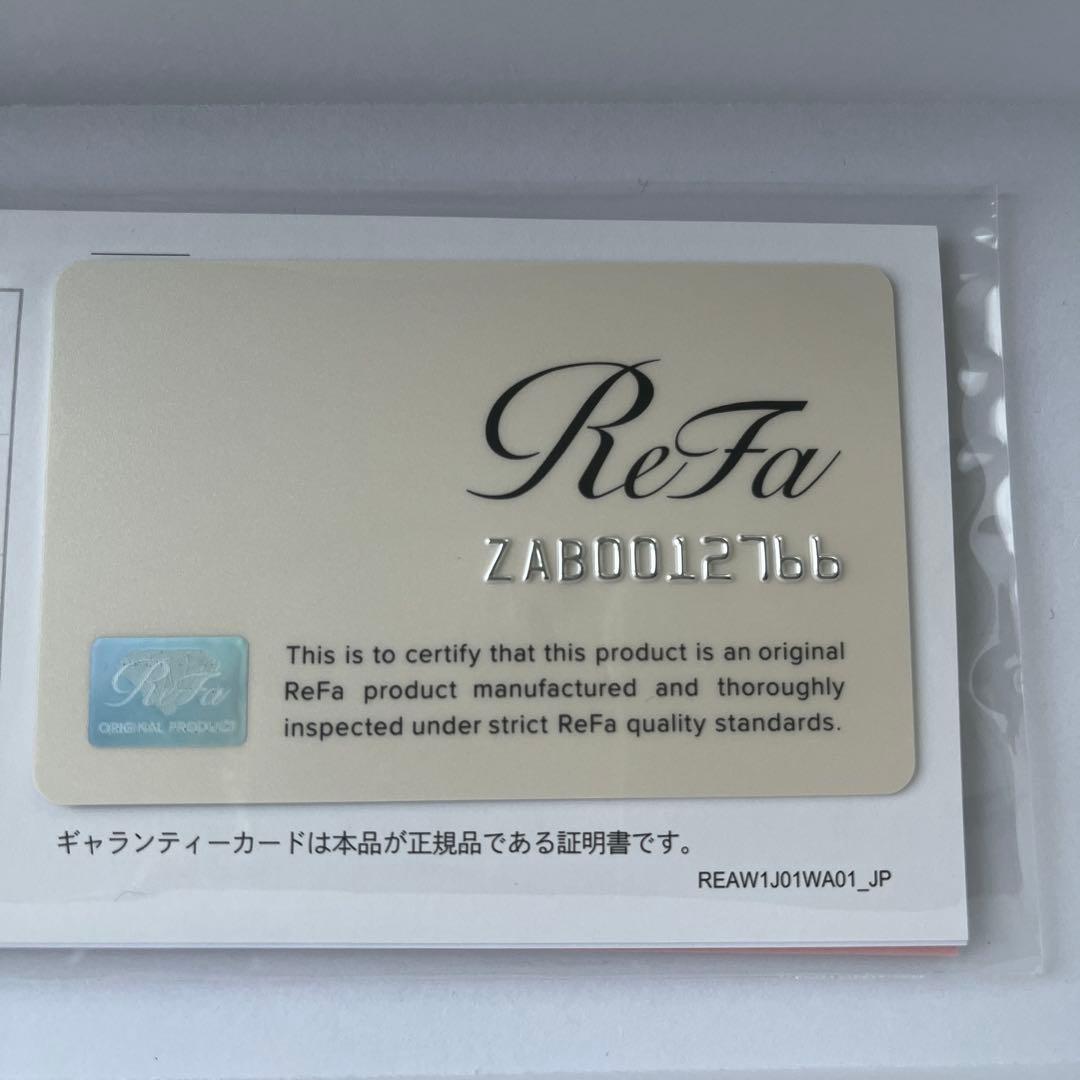 ReFa
ZAB0012766
ReFa
ORIGINAL PRODUCT
This is to certify that this product is an original
ReFa product manufactured and thoroughly
inspected under strict ReFa quality standards.
ギャランティーカードは本品が正規品である証明書です。
REAW1J01WA01_JP